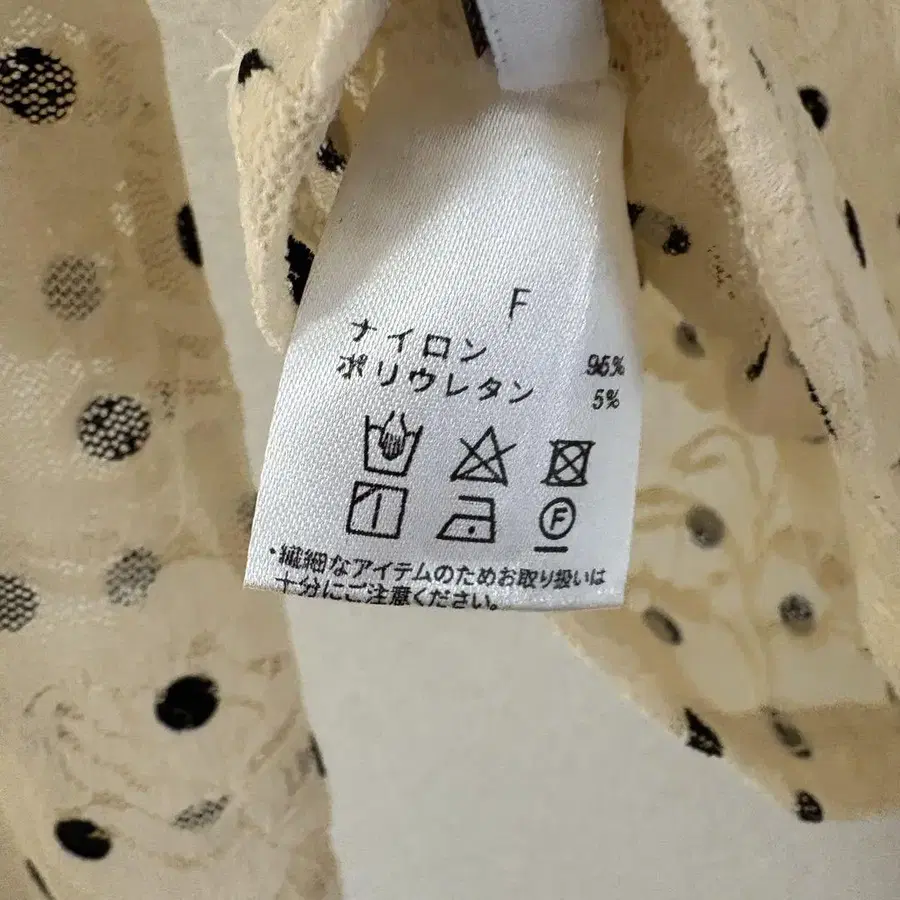 F
ナイロン 95%
ポリウレタン 5%
F
・繊細なアイテムのためお取り扱いは
十分にご注意ください。